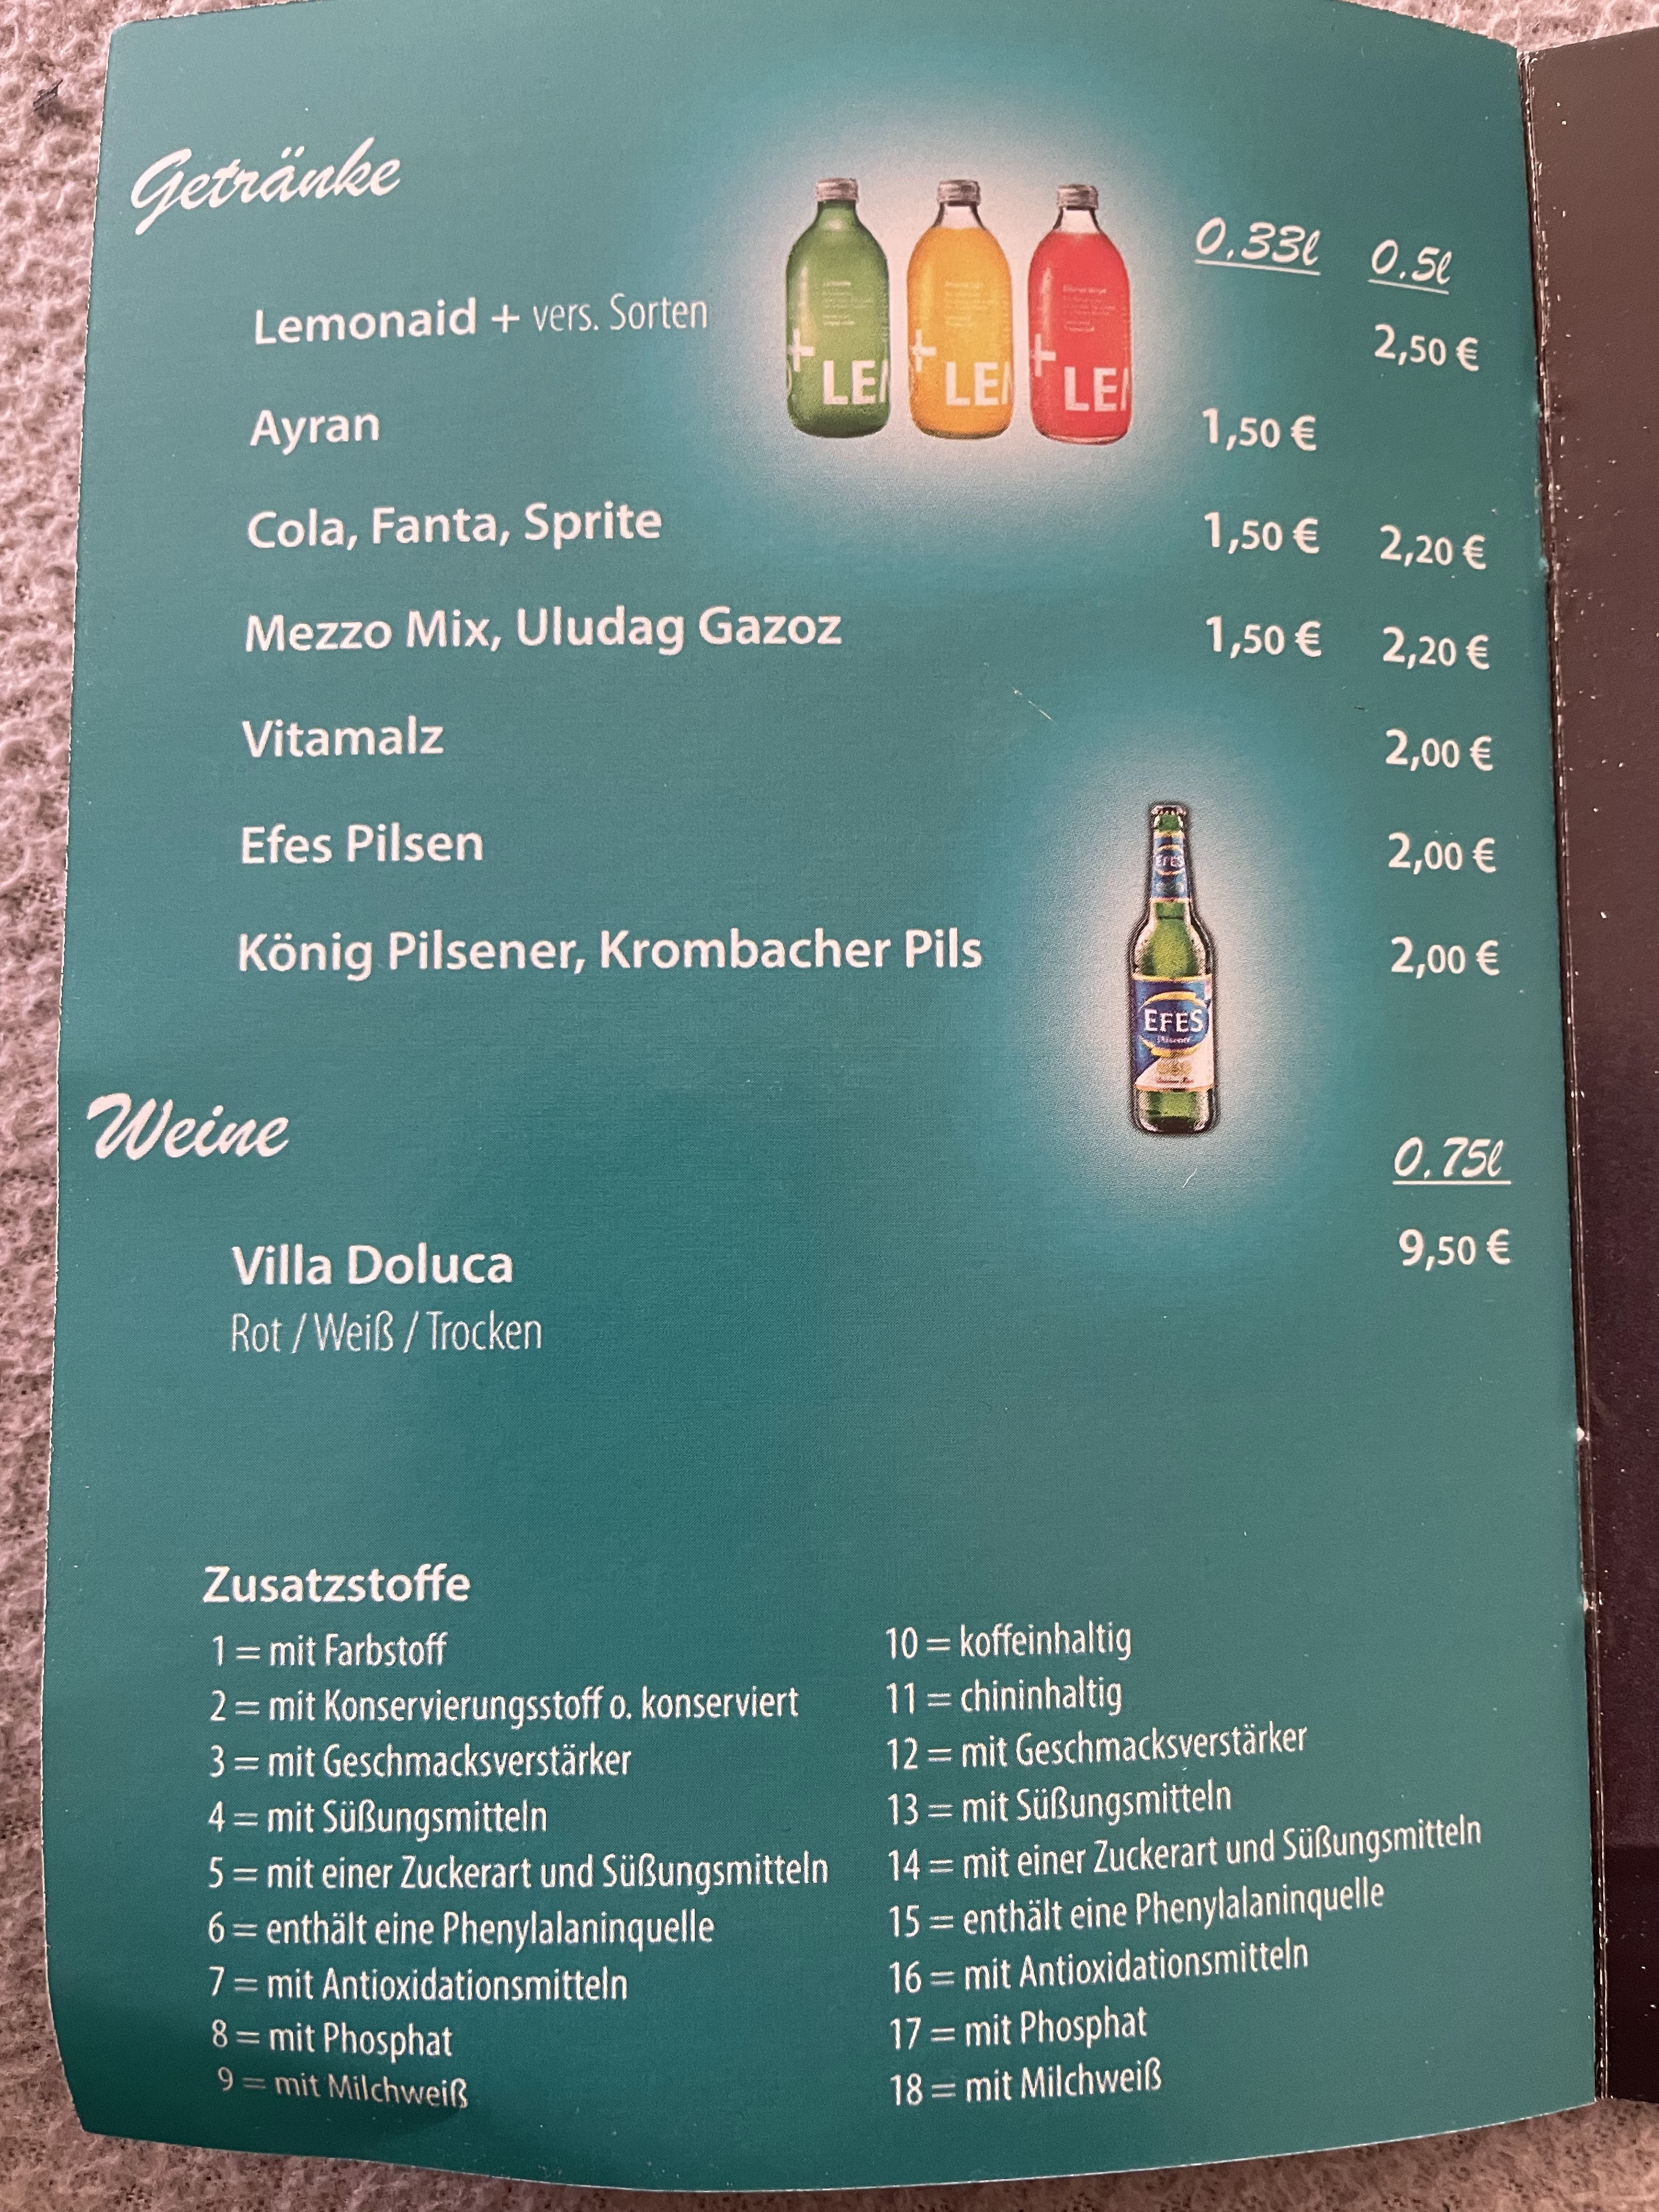 Getränke
0,33l 0,5l
Lemonaid + vers. Sorten 2,50 €
+ LE + LE + LE
Ayran 1,50 €
Cola, Fanta, Sprite 1,50 € 2,20 €
Mezzo Mix, Uludag Gazoz 1,50 € 2,20 €
Vitamalz 2,00 €
Efes Pilsen 2,00 €
König Pilsener, Krombacher Pils 2,00 €
EFES
EFES
Pilsener
Weine
0,75l
Villa Doluca 9,50 €
Rot / Weiß / Trocken
Zusatzstoffe
1 = mit Farbstoff
2 = mit Konservierungsstoff o. konserviert
3 = mit Geschmacksverstärker
4 = mit Süßungsmitteln
5 = mit einer Zuckerart und Süßungsmitteln
6 = enthält eine Phenylalaninquelle
7 = mit Antioxidationsmitteln
8 = mit Phosphat
9 = mit Milchweiß
10 = koffeinhaltig
11 = chininhaltig
12 = mit Geschmacksverstärker
13 = mit Süßungsmitteln
14 = mit einer Zuckerart und Süßungsmitteln
15 = enthält eine Phenylalaninquelle
16 = mit Antioxidationsmitteln
17 = mit Phosphat
18 = mit Milchweiß